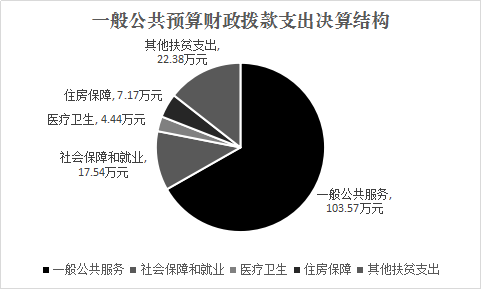 一般公共预算财政拨款支出决算结构
其他扶贫支出,
22.38万元
住房保障, 7.17万元
医疗卫生, 4.44万元
社会保障和就业,
17.54万元
一般公共服务,
103.57万元
一般公共服务 社会保障和就业 医疗卫生 住房保障 其他扶贫支出